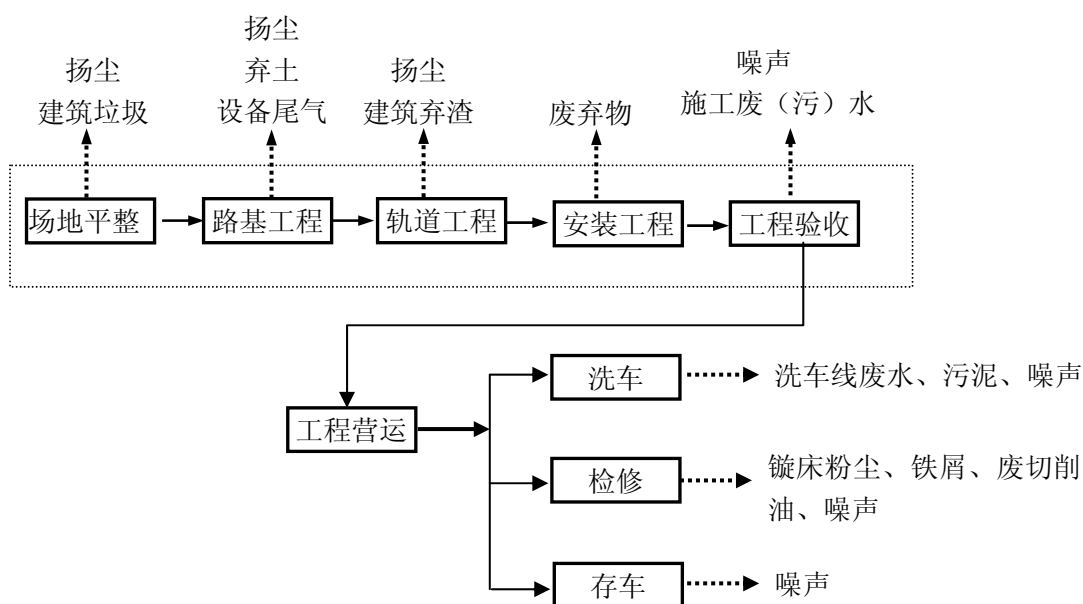 扬尘
建筑垃圾
扬尘
弃土
设备尾气
扬尘
建筑弃渣
废弃物
噪声
施工废（污）水
场地平整
路基工程
轨道工程
安装工程
工程验收
洗车
洗车线废水、污泥、噪声
工程营运
检修
镟床粉尘、铁屑、废切削
油、噪声
存车
噪声